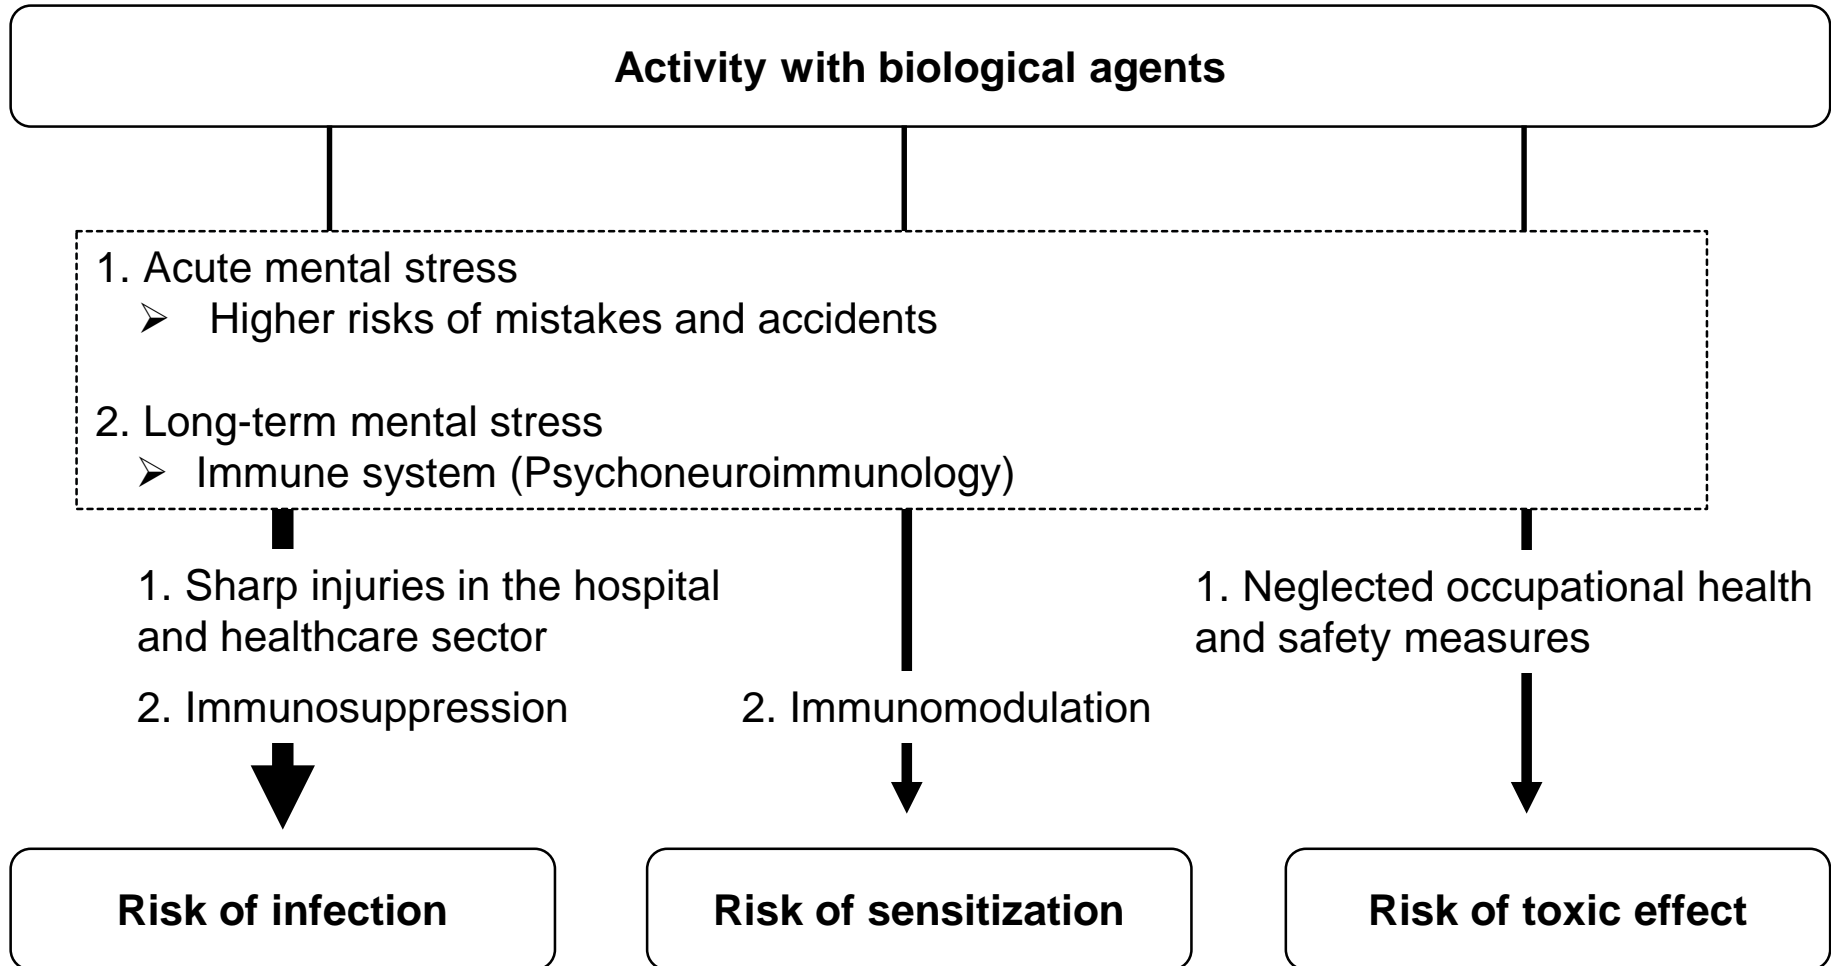 Activity with biological agents
1. Acute mental stress
➢ Higher risks of mistakes and accidents
2. Long-term mental stress
➢ Immune system (Psychoneuroimmunology)
1. Sharp injuries in the hospital
and healthcare sector
2. Immunosuppression
2. Immunomodulation
1. Neglected occupational health
and safety measures
Risk of infection
Risk of sensitization
Risk of toxic effect